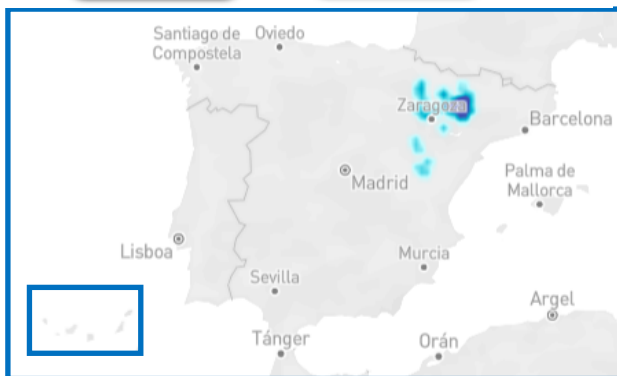 Santiago de
Compostela
Oviedo
Zaragoza
Barcelona
Madrid
Palma de
Mallorca
Lisboa
Murcia
Sevilla
Argel
Tánger
Orán